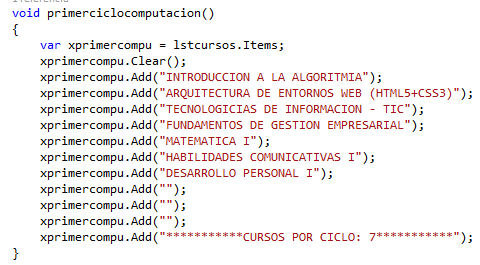 void primerciclocomputacion()
{
var xprimercompu = lstcursos.Items;
xprimercompu.Clear();
xprimercompu.Add("INTRODUCCION A LA ALGORITMIA");
xprimercompu.Add("ARQUITECTURA DE ENTORNOS WEB (HTML5+CSS3)");
xprimercompu.Add("TECNOLOGICIAS DE INFORMACION - TIC");
xprimercompu.Add("FUNDAMENTOS DE GESTION EMPRESARIAL");
xprimercompu.Add("MATEMATICA I");
xprimercompu.Add("HABILIDADES COMUNICATIVAS I");
xprimercompu.Add("DESARROLLO PERSONAL I");
xprimercompu.Add("");
xprimercompu.Add("");
xprimercompu.Add("");
xprimercompu.Add("***********CURSOS POR CICLO: 7***********");
}